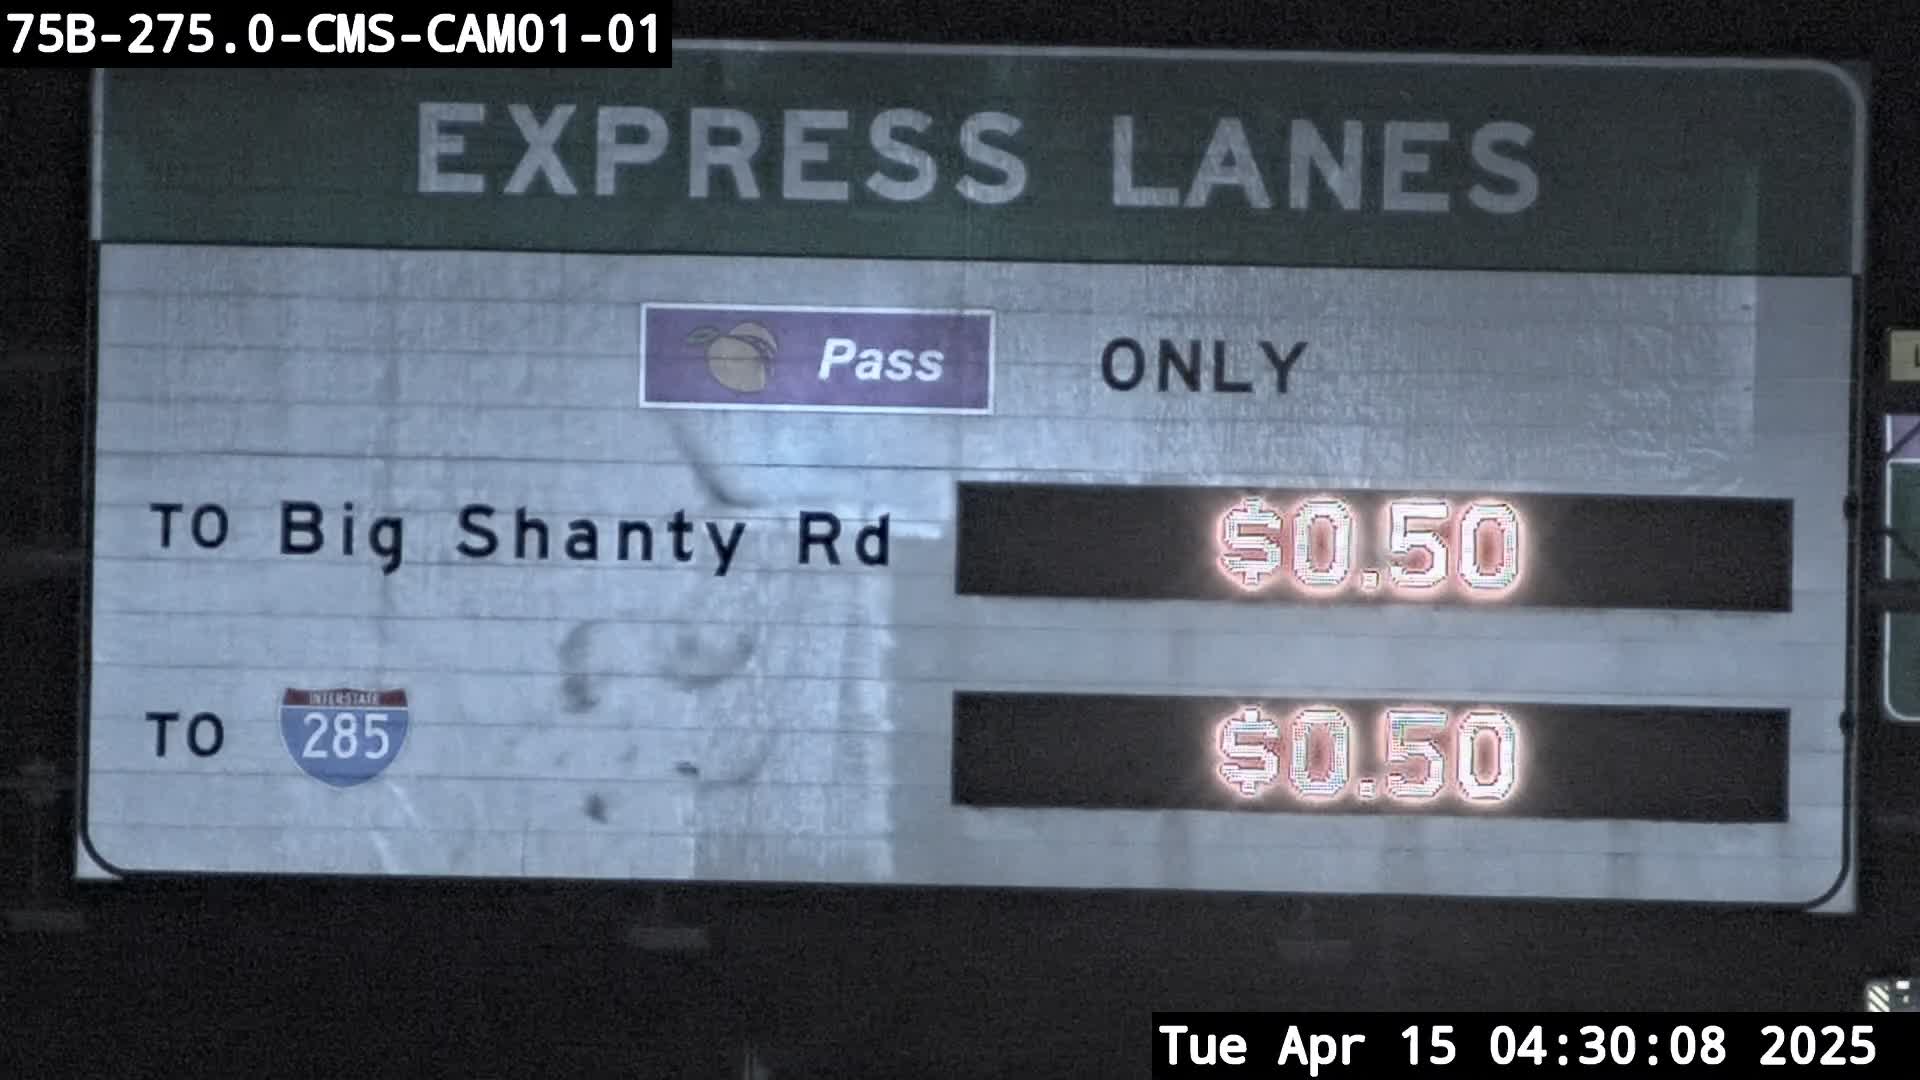 75B-275.0-CMS-CAM01-01
EXPRESS LANES
Pass ONLY
TO Big Shanty Rd $0.50
TO INTERSTATE 285 $0.50
Tue Apr 15 04:30:08 2025